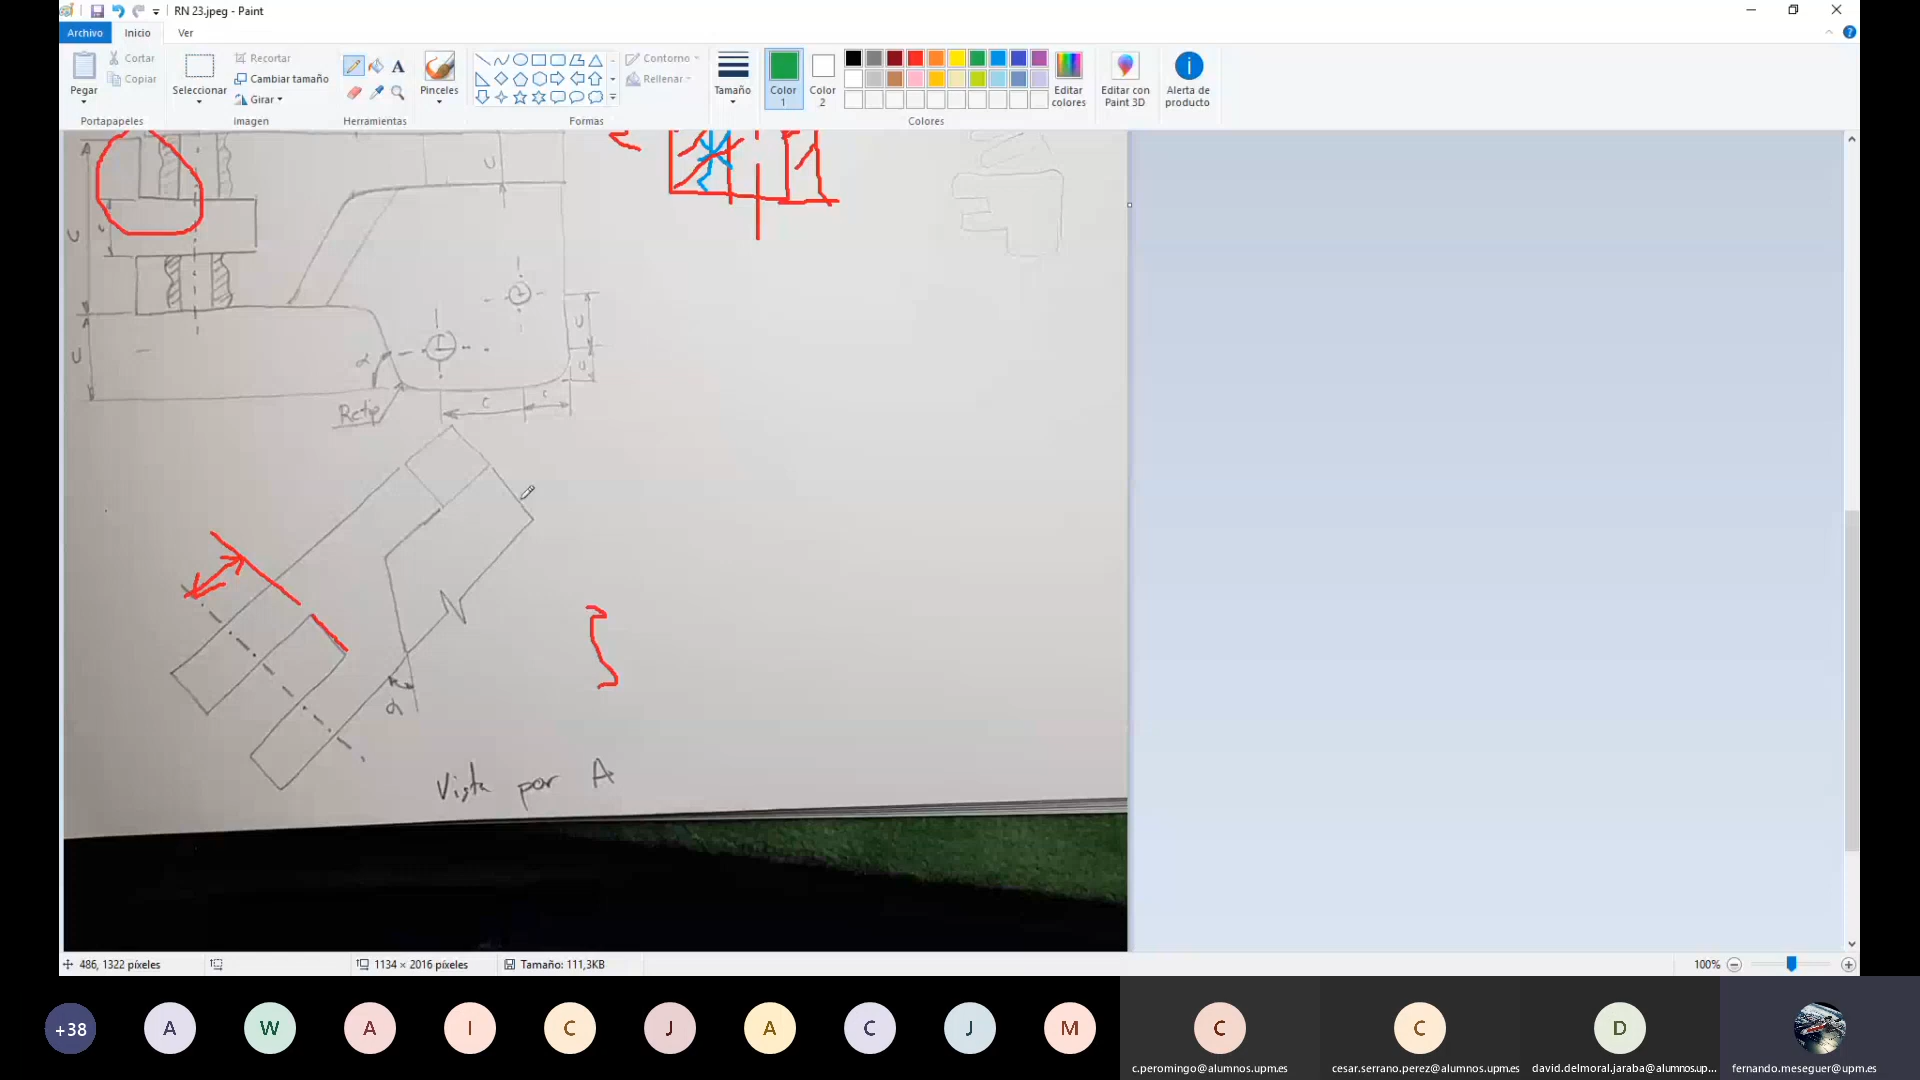 RN 23.jpeg - Paint
Archivo Inicio Ver
Pegar
Cortar
Copiar
Portapapeles
Seleccionar
Recortar
Cambiar tamaño
Girar
Imagen
A
Herramientas
Pinceles
Formas
Contorno
Rellenar
Tamaño
Color 1
Color 2
Colores
Editar colores
Editar con Paint 3D
Alerta de producto
U
U
U
α
U
C
C
α
Vista por A
486, 1322 píxeles
1134 × 2016 píxeles
Tamaño: 111,3KB
100%
+38
A
W
A
I
C
J
A
C
J
M
C
C
D
c.peromingo@alumnos.upm.es
cesar.serrano.perez@alumnos.upm.es
david.delmoral.jaraba@alumnos.up...
fernando.meseguer@upm.es